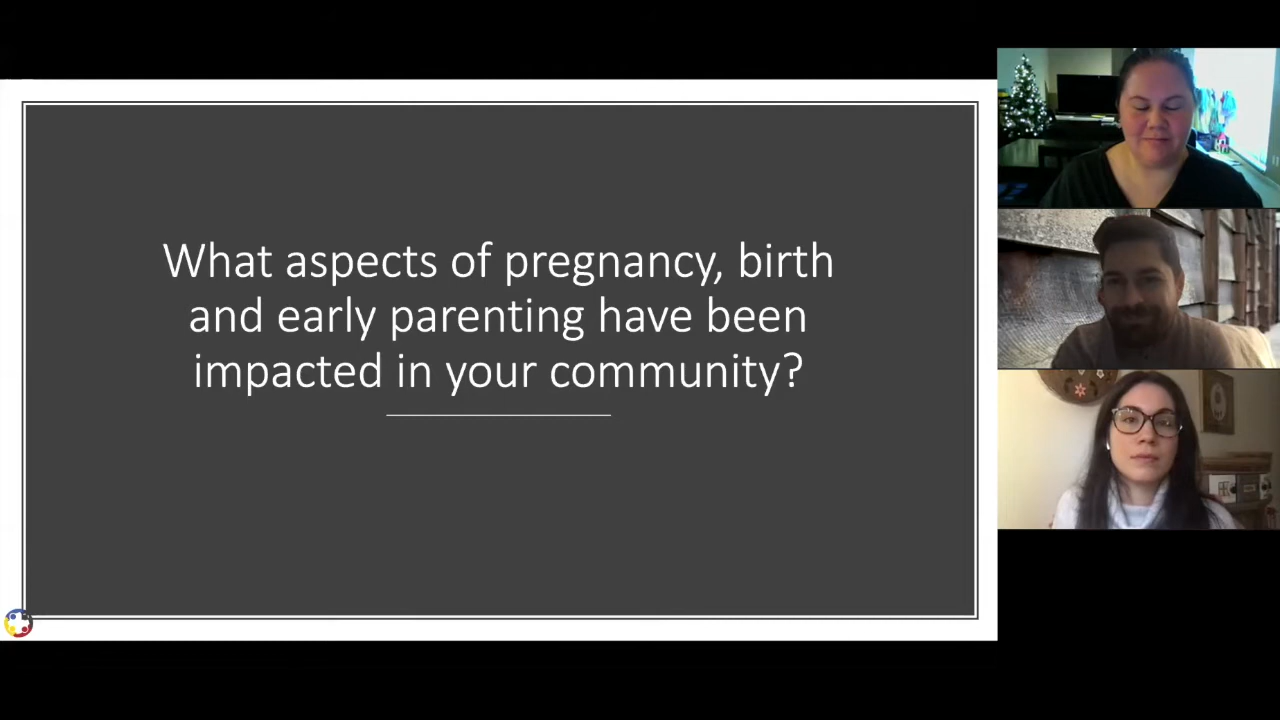 What aspects of pregnancy, birth
and early parenting have been
impacted in your community?